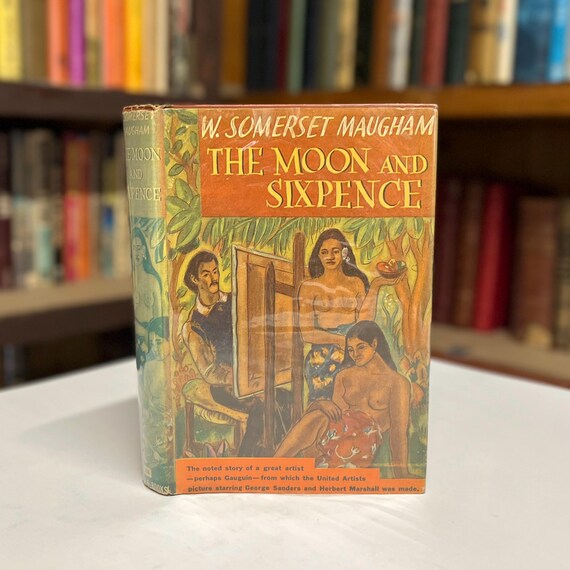 W. SOMERSET MAUGHAM
THE MOON AND
SIXPENCE
The noted story of a great artist
—perhaps Gauguin—from which the United Artists
picture starring George Sanders and Herbert Marshall was made.
SOMERSET
MAUGHAM
THE MOON
AND